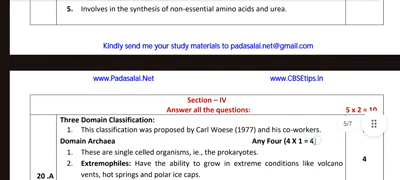 5. Involves in the synthesis of non-essential amino acids and urea.
Kindly send me your study materials to padasalai.net@gmail.com
www.Padasalai.Net www.CBSEtips.in
Section – IV
Answer all the questions: 5 x 2 = 10
5/7
Three Domain Classification:
1. This classification was proposed by Carl Woese (1977) and his co-workers.
Domain Archaea Any Four (4 X 1 = 4)
1. These are single celled organisms, ie., the prokaryotes.
2. Extremophiles: Have the ability to grow in extreme conditions like volcano
4
20 .A vents, hot springs and polar ice caps.